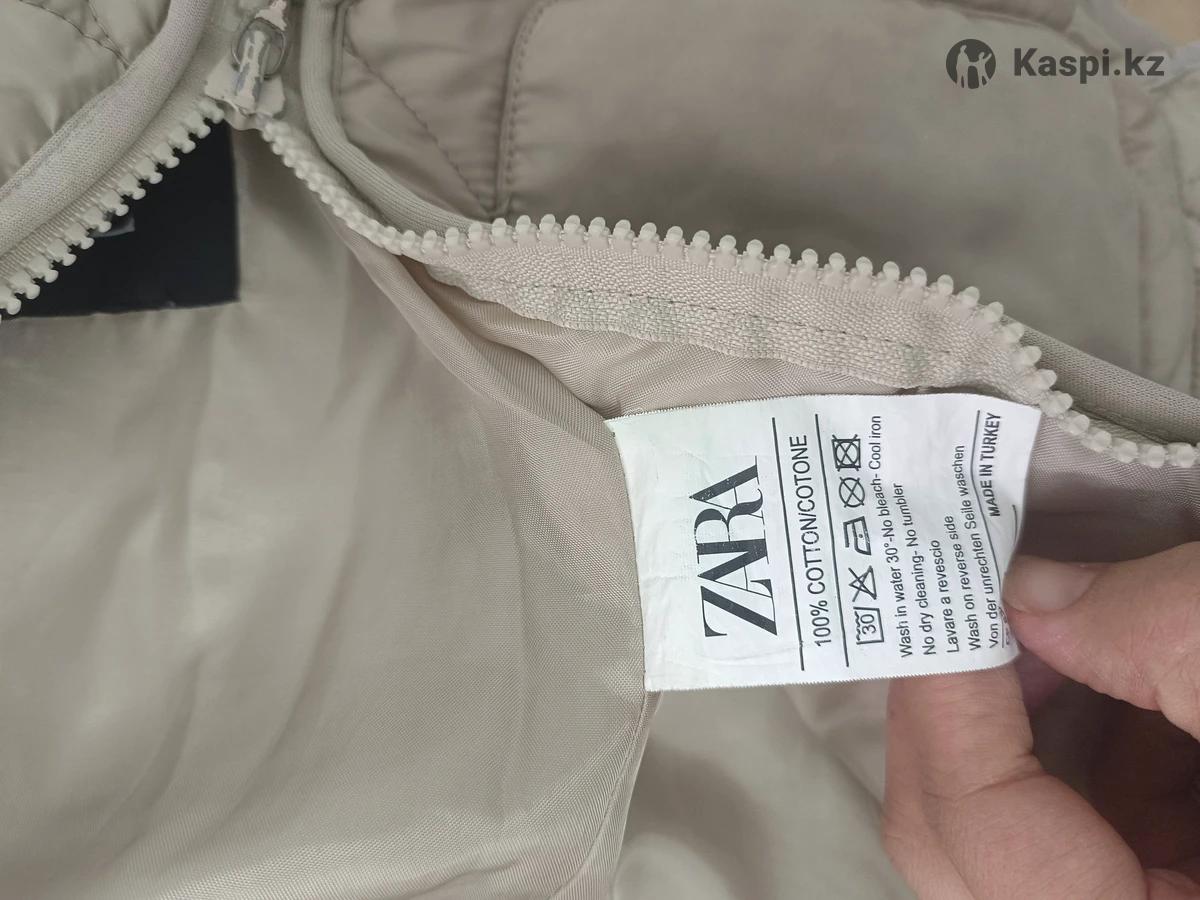 Kaspi.kz
ZARA
100% COTTON/COTONE
30
Wash in water 30°-No bleach- Cool iron
No dry cleaning- No tumbler
Lavare a revescio
Wash on reverse side
Von der unrechten Seile waschen
MADE IN TURKEY